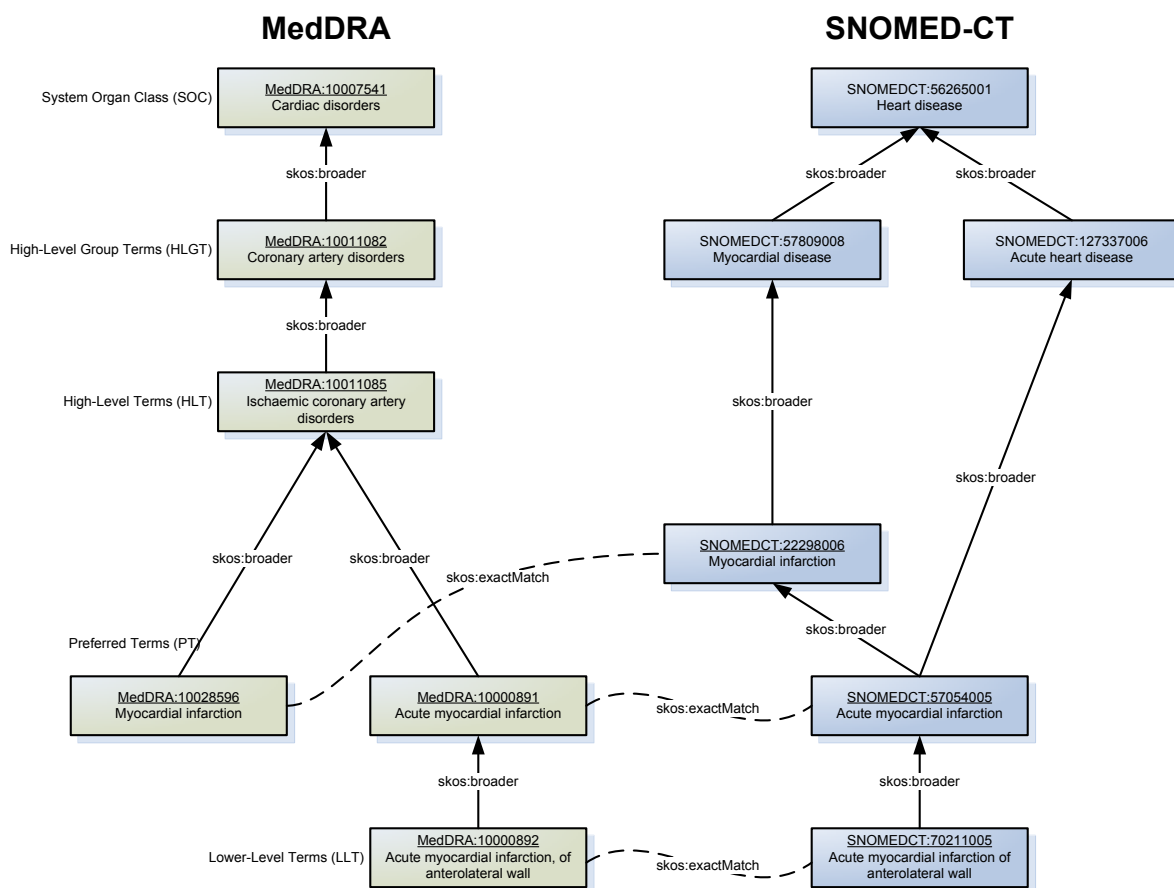 MedDRA
SNOMED-CT
System Organ Class (SOC)
MedDRA:10007541
Cardiac disorders
SNOMEDCT:56265001
Heart disease
skos:broader
skos:broader
skos:broader
High-Level Group Terms (HLGT)
MedDRA:10011082
Coronary artery disorders
SNOMEDCT:57809008
Myocardial disease
SNOMEDCT:127337006
Acute heart disease
skos:broader
High-Level Terms (HLT)
MedDRA:10011085
Ischaemic coronary artery
disorders
skos:broader
skos:broader
SNOMEDCT:22298006
Myocardial infarction
skos:broader
skos:broader
skos:exactMatch
skos:broader
Preferred Terms (PT)
MedDRA:10028596
Myocardial infarction
MedDRA:10000891
Acute myocardial infarction
skos:exactMatch
SNOMEDCT:57054005
Acute myocardial infarction
skos:broader
skos:broader
Lower-Level Terms (LLT)
MedDRA:10000892
Acute myocardial infarction, of
anterolateral wall
skos:exactMatch
SNOMEDCT:70211005
Acute myocardial infarction of
anterolateral wall